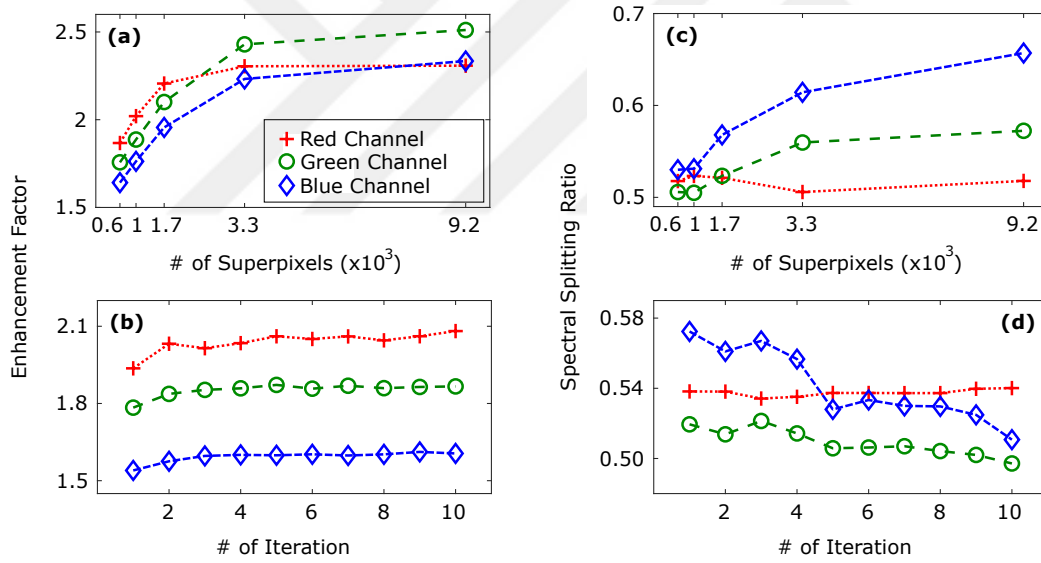 (a)
2.5
2
1.5
0.6 1 1.7 3.3 9.2
# of Superpixels (x10³)
Red Channel
Green Channel
Blue Channel
Enhancement Factor
(b)
2.1
1.8
1.5
2 4 6 8 10
# of Iteration
(c)
0.7
0.6
0.5
0.6 1 1.7 3.3 9.2
# of Superpixels (x10³)
Spectral Splitting Ratio
(d)
0.58
0.54
0.50
2 4 6 8 10
# of Iteration